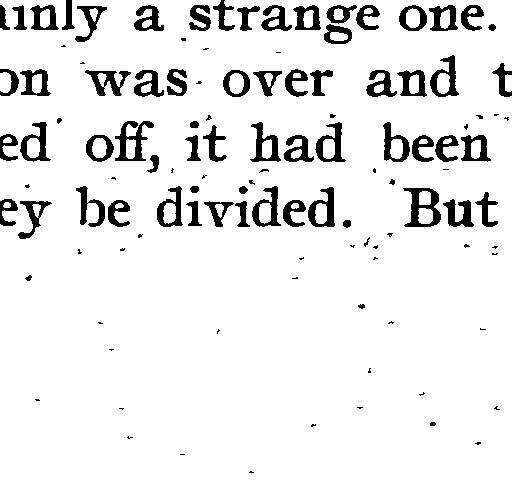 a strange one.
on was over and
ed off, it had been
ey be divided. But